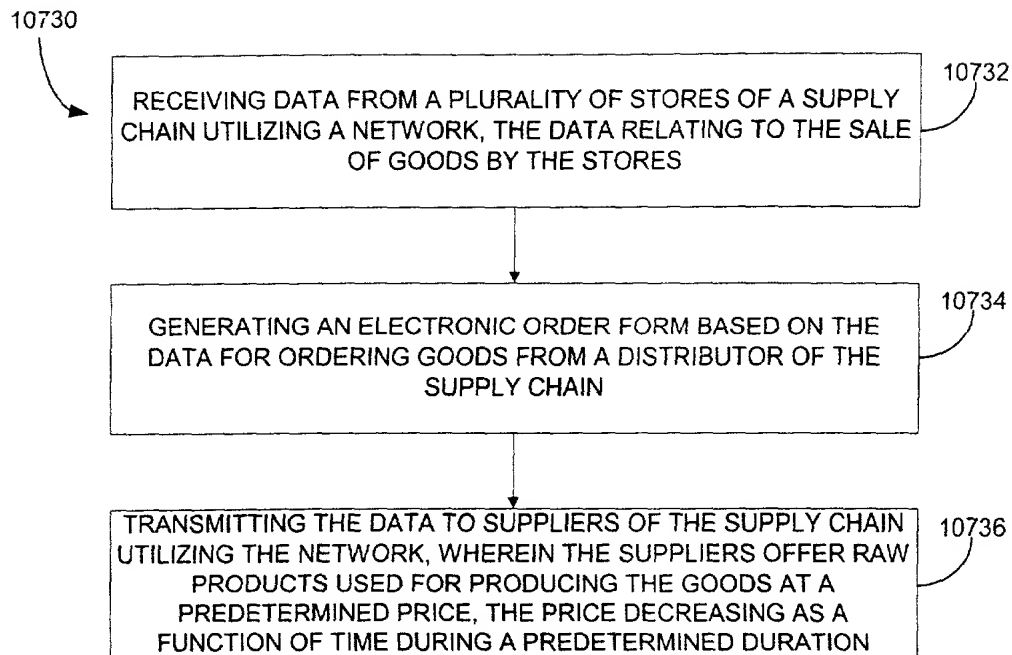 10730
10732
RECEIVING DATA FROM A PLURALITY OF STORES OF A SUPPLY
CHAIN UTILIZING A NETWORK, THE DATA RELATING TO THE SALE
OF GOODS BY THE STORES
10734
GENERATING AN ELECTRONIC ORDER FORM BASED ON THE
DATA FOR ORDERING GOODS FROM A DISTRIBUTOR OF THE
SUPPLY CHAIN
10736
TRANSMITTING THE DATA TO SUPPLIERS OF THE SUPPLY CHAIN
UTILIZING THE NETWORK, WHEREIN THE SUPPLIERS OFFER RAW
PRODUCTS USED FOR PRODUCING THE GOODS AT A
PREDETERMINED PRICE, THE PRICE DECREASING AS A
FUNCTION OF TIME DURING A PREDETERMINED DURATION